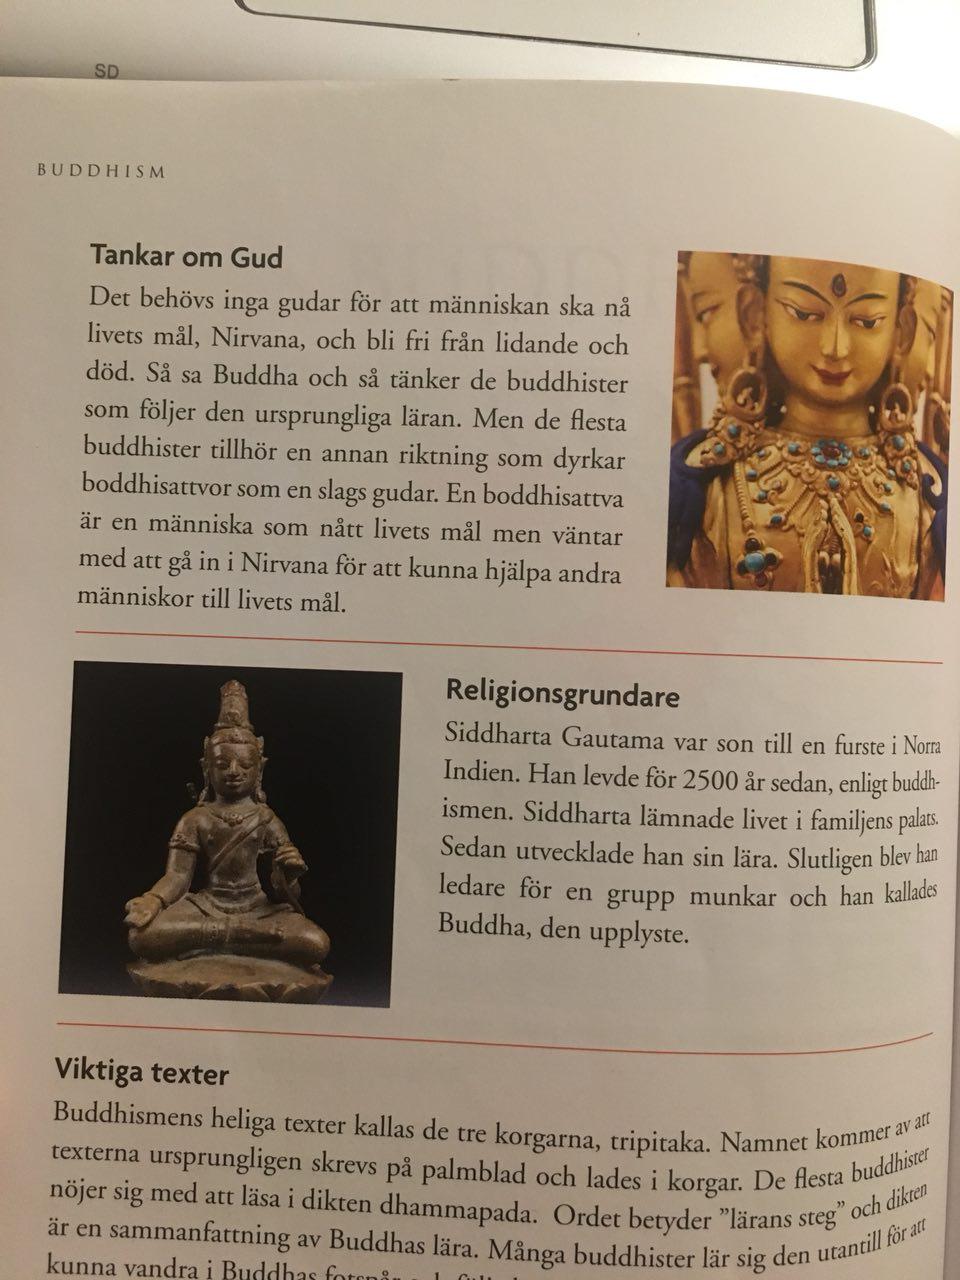 SD
BUDDHISM
Tankar om Gud
Det behövs inga gudar för att människan ska nå
livets mål, Nirvana, och bli fri från lidande och
död. Så sa Buddha och så tänker de buddhister
som följer den ursprungliga läran. Men de flesta
buddhister tillhör en annan riktning som dyrkar
boddhisattvor som en slags gudar. En boddhisattva
är en människa som nått livets mål men väntar
med att gå in i Nirvana för att kunna hjälpa andra
människor till livets mål.
Religionsgrundare
Siddharta Gautama var son till en furste i Norra
Indien. Han levde för 2500 år sedan, enligt buddh-
ismen. Siddharta lämnade livet i familjens palats.
Sedan utvecklade han sin lära. Slutligen blev han
ledare för en grupp munkar och han kallades
Buddha, den upplyste.
Viktiga texter
Buddhismens heliga texter kallas de tre korgarna, tripitaka. Namnet kommer av att
texterna ursprungligen skrevs på palmblad och lades i korgar. De flesta buddhister
nöjer sig med att läsa i dikten dhammapada. Ordet betyder ”lärans steg” och dikten
är en sammanfattning av Buddhas lära. Många buddhister lär sig den utantill för att
kunna vandra i Buddhas